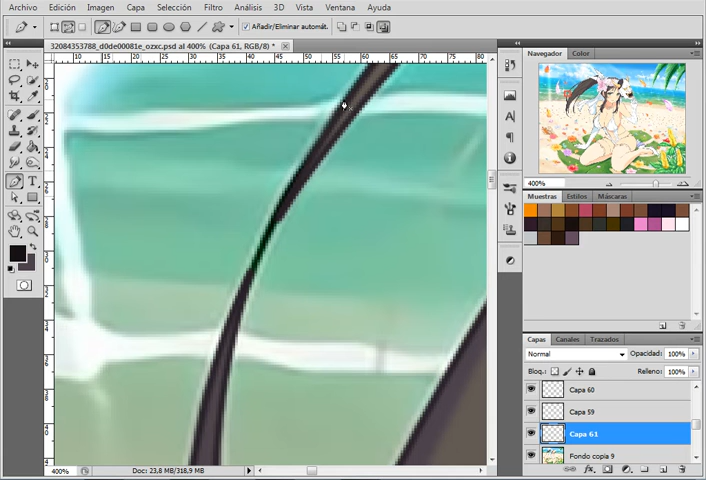 Archivo Edición Imagen Capa Selección Filtro Análisis 3D Vista Ventana Ayuda
Añadir/Eliminar automát.
32084353788_d0de00081e_ozxc.psd al 400% (Capa 61, RGB/8) *
Navegador Color
400%
Muestras Estilos Máscaras
Capas Canales Trazados
Normal Opacidad: 100%
Bloq.: Relleno: 100%
Capa 60
Capa 59
Capa 61
Fondo copia 9
400% Doc: 23,8 MB/318,9 MB